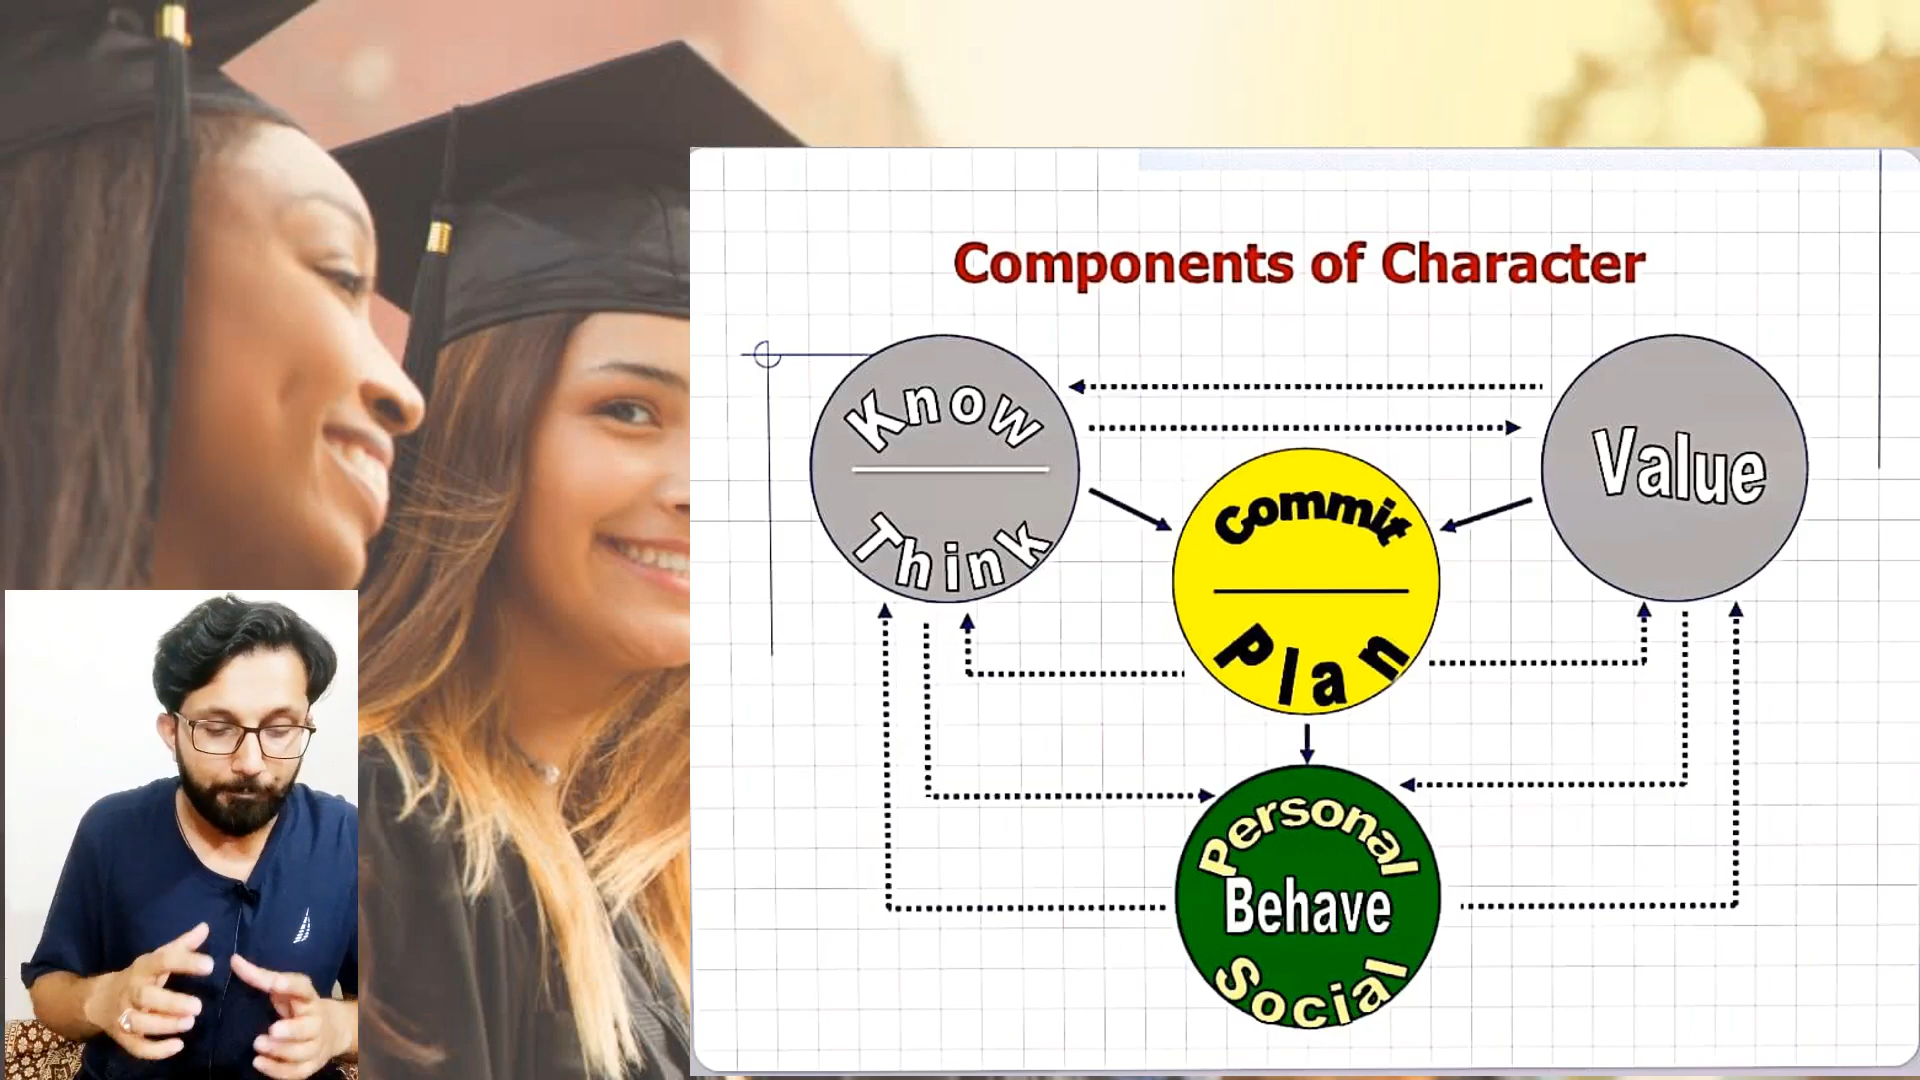 Components of Character
Know
Think
Value
Commit
Plan
Personal
Behave
Social